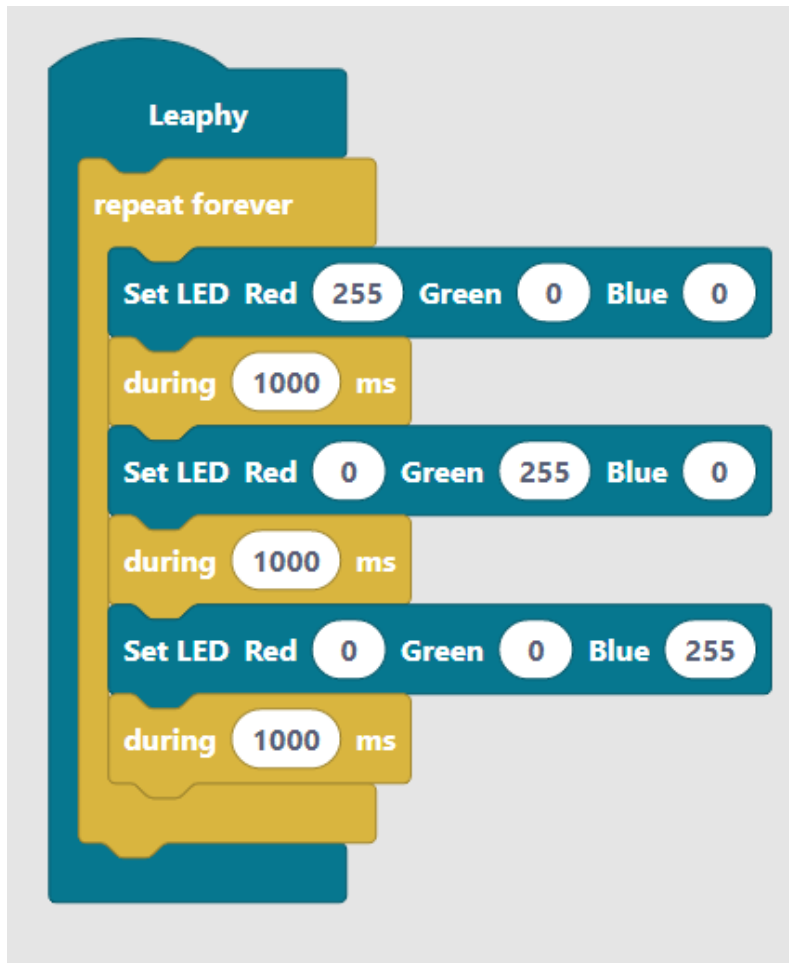 Leaphy
repeat forever
Set LED Red 255 Green 0 Blue 0
during 1000 ms
Set LED Red 0 Green 255 Blue 0
during 1000 ms
Set LED Red 0 Green 0 Blue 255
during 1000 ms